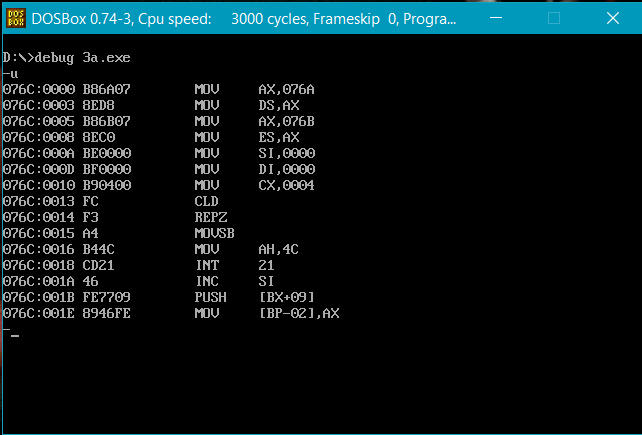 DOS BOX DOSBox 0.74-3, Cpu speed: 3000 cycles, Frameskip 0, Progra...
D:\>debug 3a.exe
-u
076C:0000 B86A07 MOV AX,076A
076C:0003 8ED8 MOV DS,AX
076C:0005 B86B07 MOV AX,076B
076C:0008 8EC0 MOV ES,AX
076C:000A BE0000 MOV SI,0000
076C:000D BF0000 MOV DI,0000
076C:0010 B90400 MOV CX,0004
076C:0013 FC CLD
076C:0014 F3 REPZ
076C:0015 A4 MOVSB
076C:0016 B44C MOV AH,4C
076C:0018 CD21 INT 21
076C:001A 46 INC SI
076C:001B FE7709 PUSH [BX+09]
076C:001E 8946FE MOV [BP-02],AX
-_